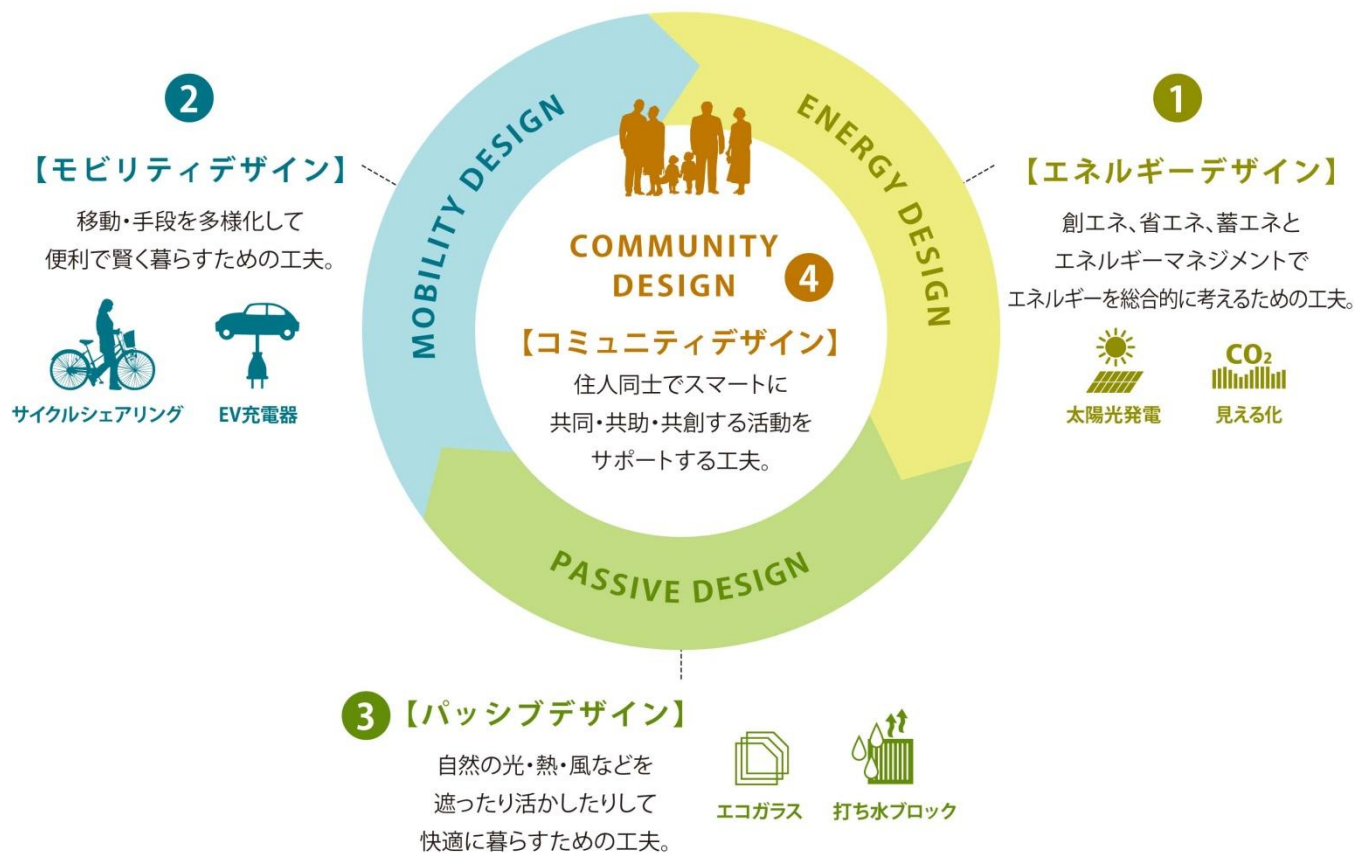 2
【モビリティデザイン】
移動・手段を多様化して
便利で賢く暮らすための工夫。
サイクルシェアリング
EV充電器
MOBILITY DESIGN
ENERGY DESIGN
PASSIVE DESIGN
COMMUNITY
DESIGN
4
【コミュニティデザイン】
住人同士でスマートに
共同・共助・共創する活動を
サポートする工夫。
1
【エネルギーデザイン】
創エネ、省エネ、蓄エネと
エネルギーマネジメントで
エネルギーを総合的に考えるための工夫。
太陽光発電
CO₂
見える化
3
【パッシブデザイン】
自然の光・熱・風などを
遮ったり活かしたりして
快適に暮らすための工夫。
エコガラス
打ち水ブロック